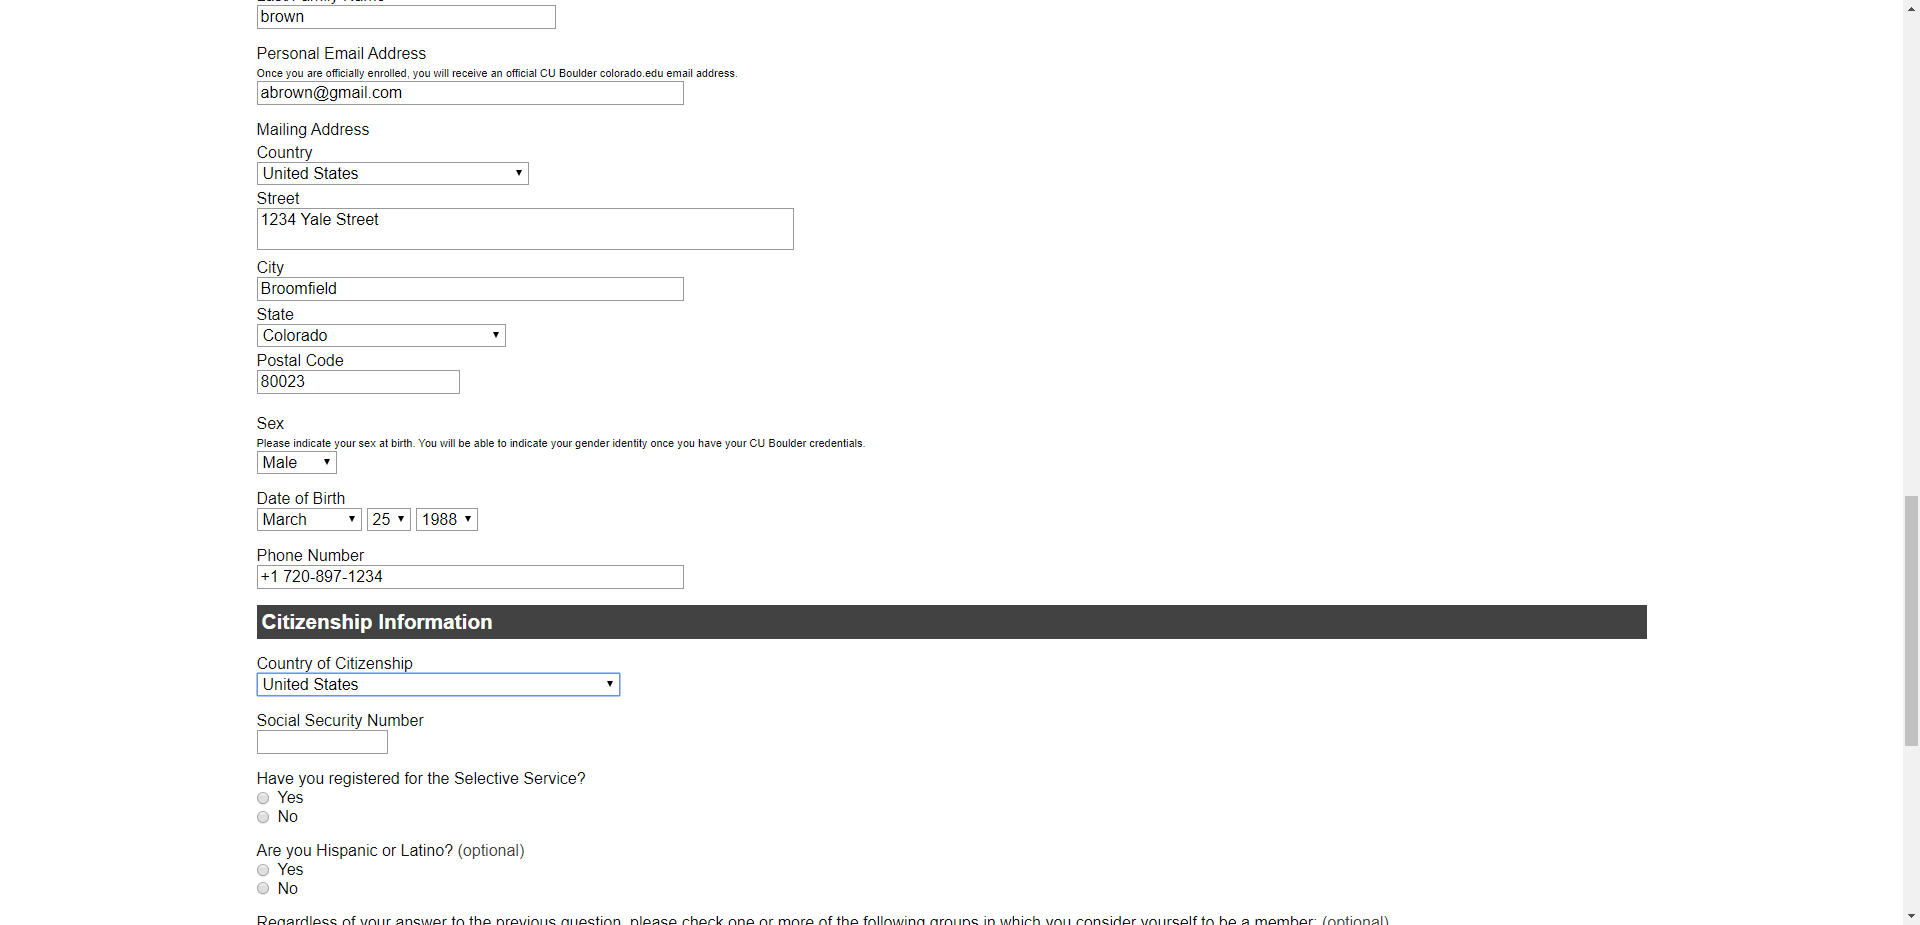 brown
Personal Email Address
Once you are officially enrolled, you will receive an official CU Boulder colorado.edu email address.
abrown@gmail.com
Mailing Address
Country
United States
Street
1234 Yale Street
City
Broomfield
State
Colorado
Postal Code
80023
Sex
Please indicate your sex at birth. You will be able to indicate your gender identity once you have your CU Boulder credentials.
Male
Date of Birth
March 25 1988
Phone Number
+1 720-897-1234
Citizenship Information
Country of Citizenship
United States
Social Security Number
Have you registered for the Selective Service?
Yes
No
Are you Hispanic or Latino? (optional)
Yes
No
Regardless of your answer to the previous question, please check one or more of the following groups in which you consider yourself to be a member: (optional)